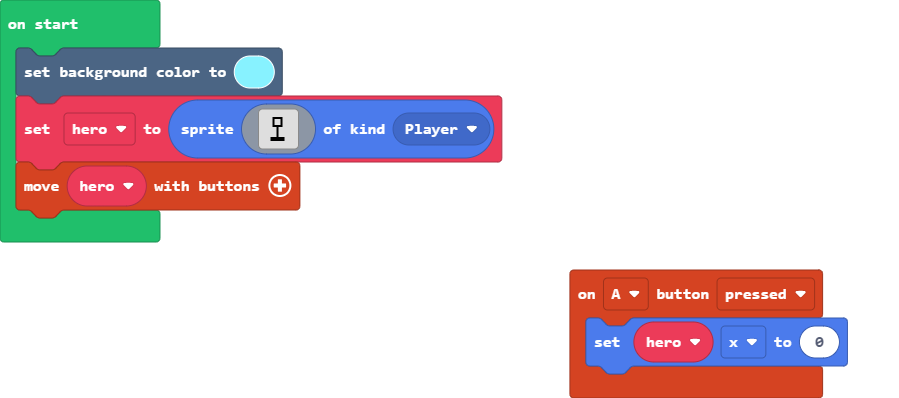 on start
set background color to
set hero to sprite of kind Player
move hero with buttons
on A button pressed
set hero x to 0